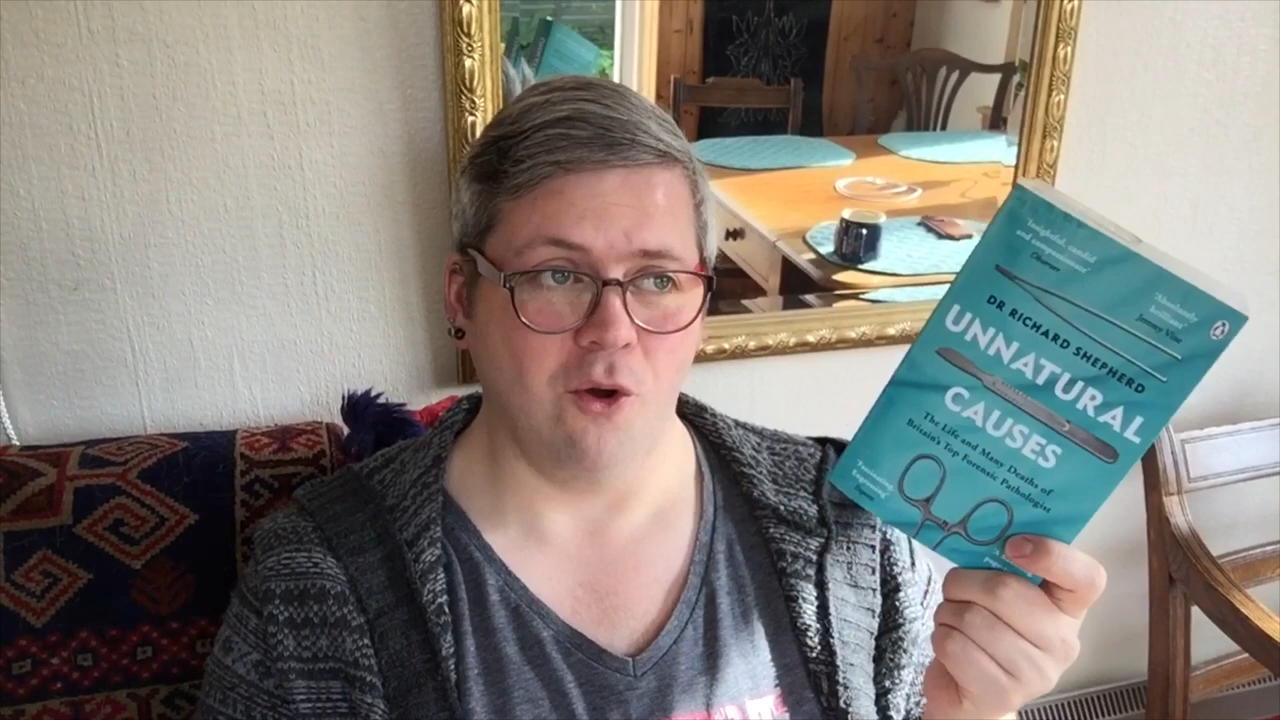 "Insightful, candid
and compassionate"
Observer
"Absolutely
brilliant"
Jeremy Vine
DR RICHARD SHEPHERD
UNNATURAL
CAUSES
The Life and Many Deaths of
Britain's Top Forensic Pathologist
"Fascinating.
Express